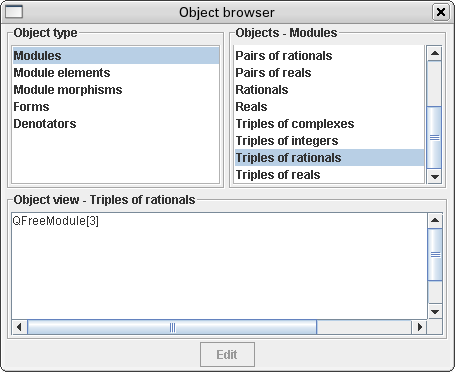 Object browser
Object type
Modules
Module elements
Module morphisms
Forms
Denotators
Objects - Modules
Pairs of rationals
Pairs of reals
Rationals
Reals
Triples of complexes
Triples of integers
Triples of rationals
Triples of reals
Object view - Triples of rationals
QFreeModule[3]
Edit